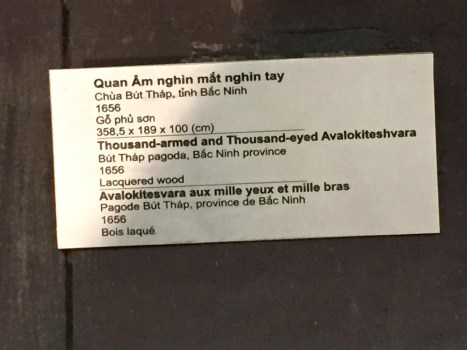 Quan Âm nghìn mắt nghìn tay
Chùa Bút Tháp, tỉnh Bắc Ninh
1656
Gỗ phủ sơn
358,5 x 189 x 100 (cm)
Thousand-armed and Thousand-eyed Avalokiteshvara
Bút Tháp pagoda, Bắc Ninh province
1656
Lacquered wood
Avalokitesvara aux mille yeux et mille bras
Pagode Bút Tháp, province de Bắc Ninh
1656
Bois laqué